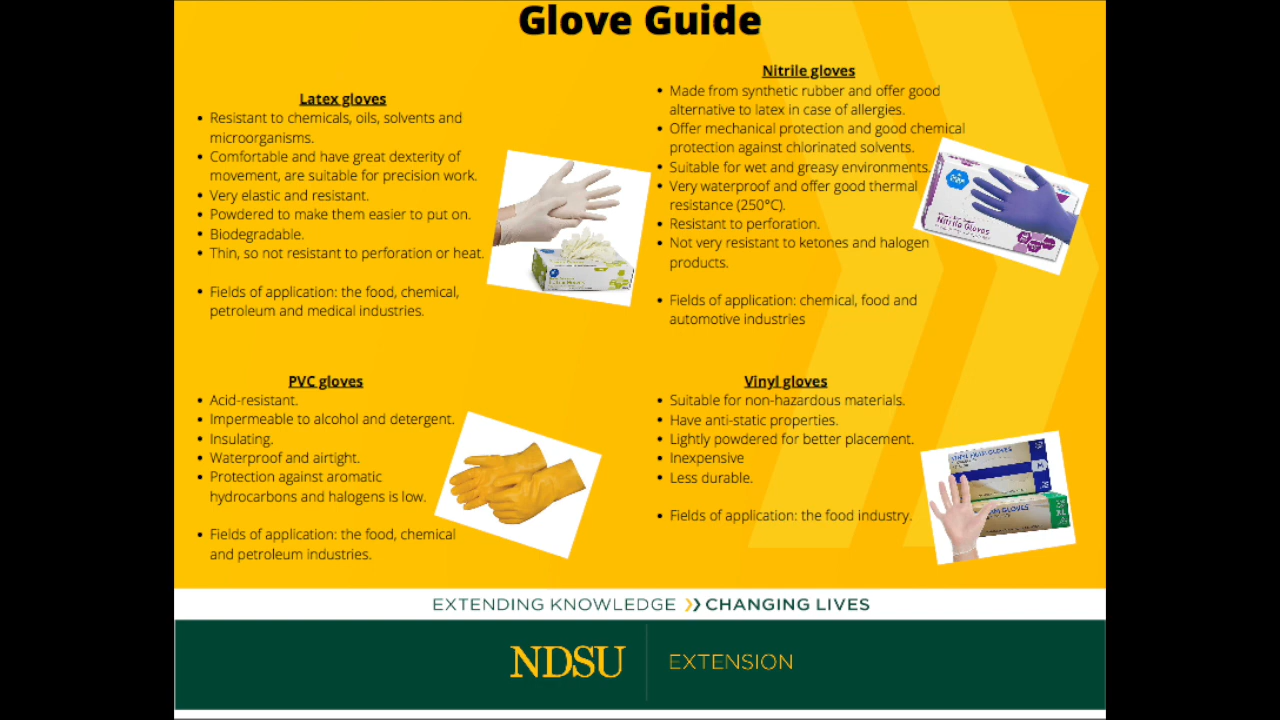 Glove Guide
Latex gloves
• Resistant to chemicals, oils, solvents and
microorganisms.
• Comfortable and have great dexterity of
movement, are suitable for precision work.
• Very elastic and resistant.
• Powdered to make them easier to put on.
• Biodegradable.
• Thin, so not resistant to perforation or heat.
• Fields of application: the food, chemical,
petroleum and medical industries.
Nitrile gloves
• Made from synthetic rubber and offer good
alternative to latex in case of allergies.
• Offer mechanical protection and good chemical
protection against chlorinated solvents.
• Suitable for wet and greasy environments.
• Very waterproof and offer good thermal
resistance (250°C).
• Resistant to perforation.
• Not very resistant to ketones and halogen
products.
• Fields of application: chemical, food and
automotive industries
Nitrile Gloves
PVC gloves
• Acid-resistant.
• Impermeable to alcohol and detergent.
• Insulating.
• Waterproof and airtight.
• Protection against aromatic
hydrocarbons and halogens is low.
• Fields of application: the food, chemical
and petroleum industries.
Vinyl gloves
• Suitable for non-hazardous materials.
• Have anti-static properties.
• Lightly powdered for better placement.
• Inexpensive
• Less durable.
• Fields of application: the food industry.
VINYL EXAM GLOVES
M
GLOVES
XL
EXTENDING KNOWLEDGE CHANGING LIVES
NDSU EXTENSION